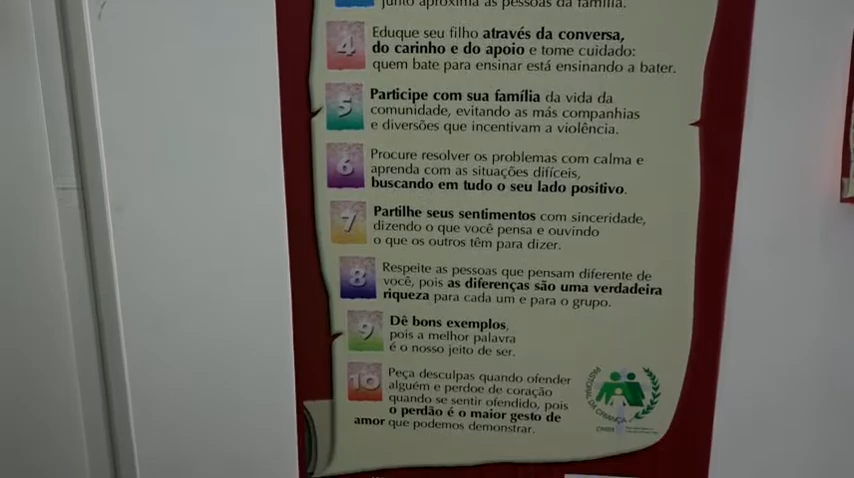 junto aproxima as pessoas da família.
4 Eduque seu filho através da conversa,
do carinho e do apoio e tome cuidado:
quem bate para ensinar está ensinando a bater.
5 Participe com sua família da vida da
comunidade, evitando as más companhias
e diversões que incentivam a violência.
6 Procure resolver os problemas com calma e
aprenda com as situações difíceis,
buscando em tudo o seu lado positivo.
7 Partilhe seus sentimentos com sinceridade,
dizendo o que você pensa e ouvindo
o que os outros têm para dizer.
8 Respeite as pessoas que pensam diferente de
você, pois as diferenças são uma verdadeira
riqueza para cada um e para o grupo.
9 Dê bons exemplos,
pois a melhor palavra
é o nosso jeito de ser.
10 Peça desculpas quando ofender
alguém e perdoe de coração
quando se sentir ofendido, pois
o perdão é o maior gesto de
amor que podemos demonstrar.
PASTORAL DA CRIANÇA
CNBB